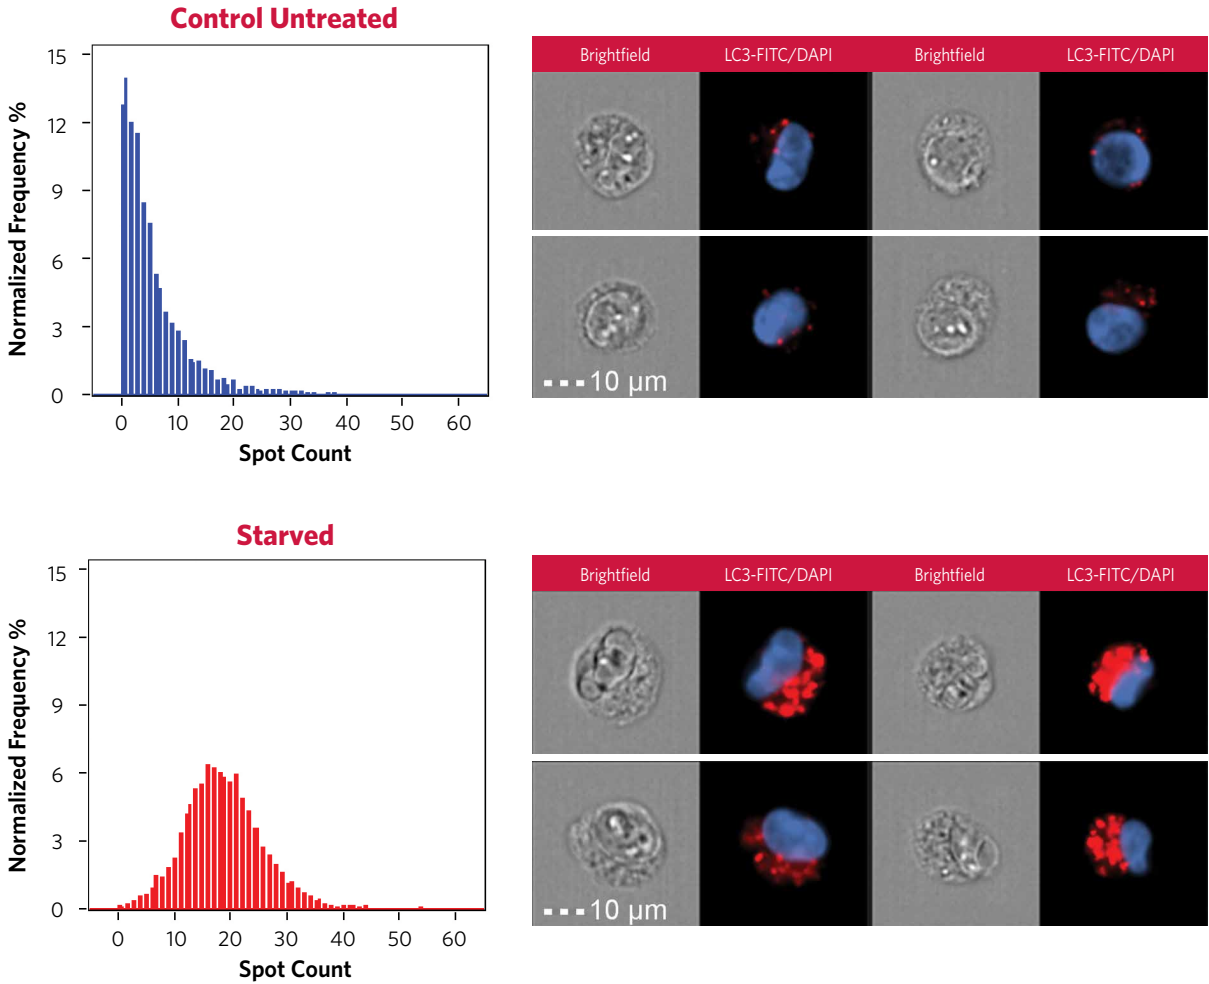 Control Untreated
Normalized Frequency %
15
12
9
6
3
0
0 10 20 30 40 50 60
Spot Count
Brightfield LC3-FITC/DAPI Brightfield LC3-FITC/DAPI
10 µm
Starved
Normalized Frequency %
15
12
9
6
3
0
0 10 20 30 40 50 60
Spot Count
Brightfield LC3-FITC/DAPI Brightfield LC3-FITC/DAPI
10 µm